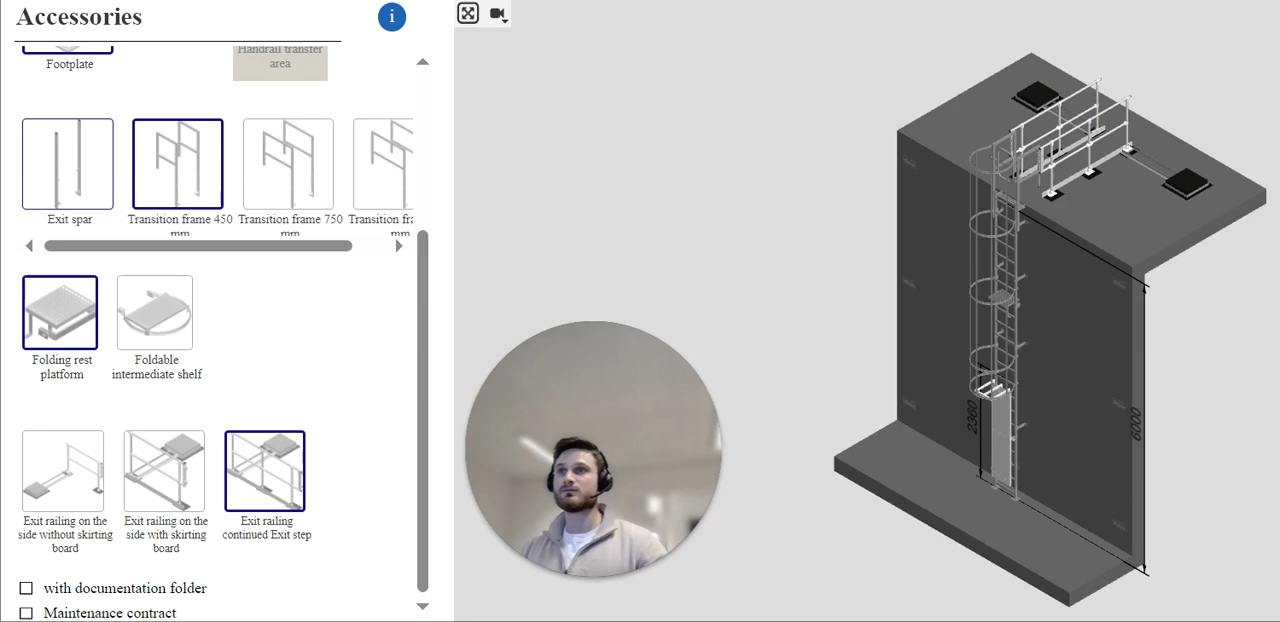 Accessories
i
Footplate
Handrail transfer
area
Exit spar
Transition frame 450
mm
Transition frame 750
mm
Transition fra
mm
Folding rest
platform
Foldable
intermediate shelf
Exit railing on the
side without skirting
board
Exit railing on the
side with skirting
board
Exit railing
continued Exit step
with documentation folder
Maintenance contract
2360
6000